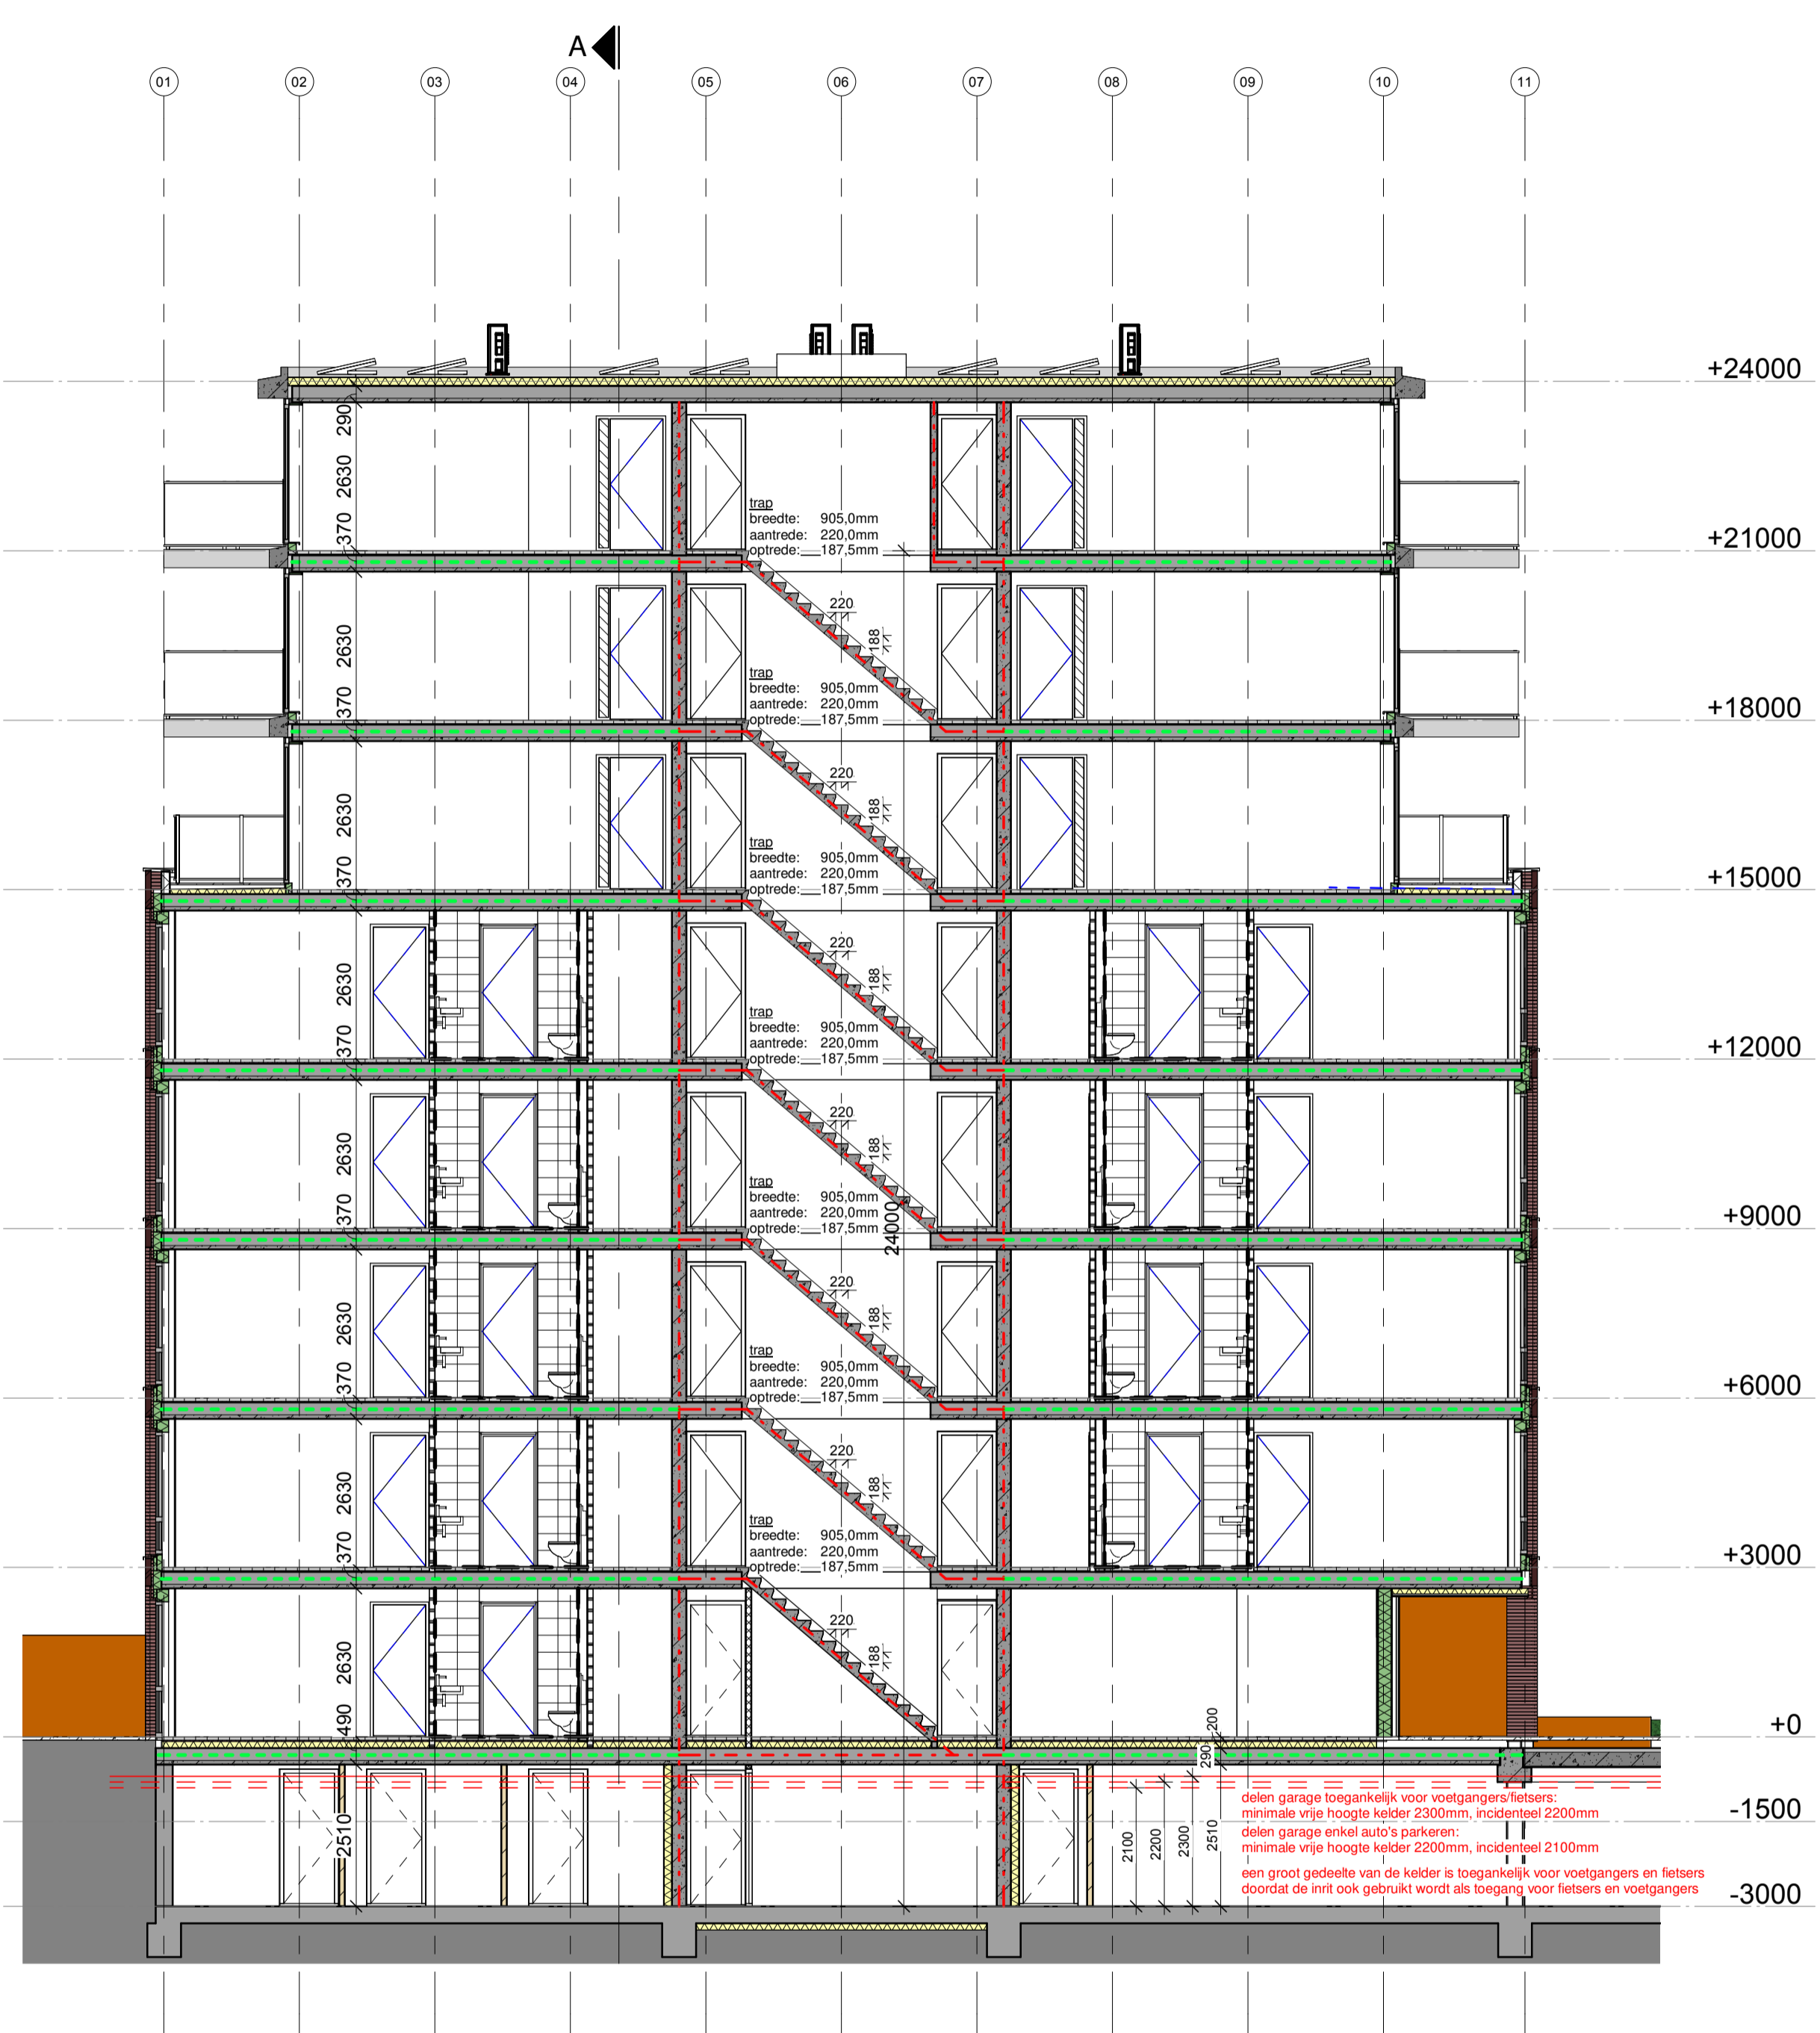 A
01 02 03 04 05 06 07 08 09 10 11
+24000
290
2630
trap
breedte: 905,0mm
aantrede: 220,0mm
optrede: 187,5mm
370
+21000
220
188
2630
trap
breedte: 905,0mm
aantrede: 220,0mm
optrede: 187,5mm
370
+18000
220
188
2630
trap
breedte: 905,0mm
aantrede: 220,0mm
optrede: 187,5mm
370
+15000
220
188
2630
trap
breedte: 905,0mm
aantrede: 220,0mm
optrede: 187,5mm
370
+12000
220
188
2630
trap
breedte: 905,0mm
aantrede: 220,0mm
optrede: 187,5mm
370
24000
+9000
220
188
2630
trap
breedte: 905,0mm
aantrede: 220,0mm
optrede: 187,5mm
370
+6000
220
188
2630
trap
breedte: 905,0mm
aantrede: 220,0mm
optrede: 187,5mm
370
+3000
220
188
2630
490
200
+0
290
2510
2100
2200
2300
2510
delen garage toegankelijk voor voetgangers/fietsers:
minimale vrije hoogte kelder 2300mm, incidenteel 2200mm
-1500
delen garage enkel auto's parkeren:
minimale vrije hoogte kelder 2200mm, incidenteel 2100mm
een groot gedeelte van de kelder is toegankelijk voor voetgangers en fietsers
doordat de inrit ook gebruikt wordt als toegang voor fietsers en voetgangers
-3000